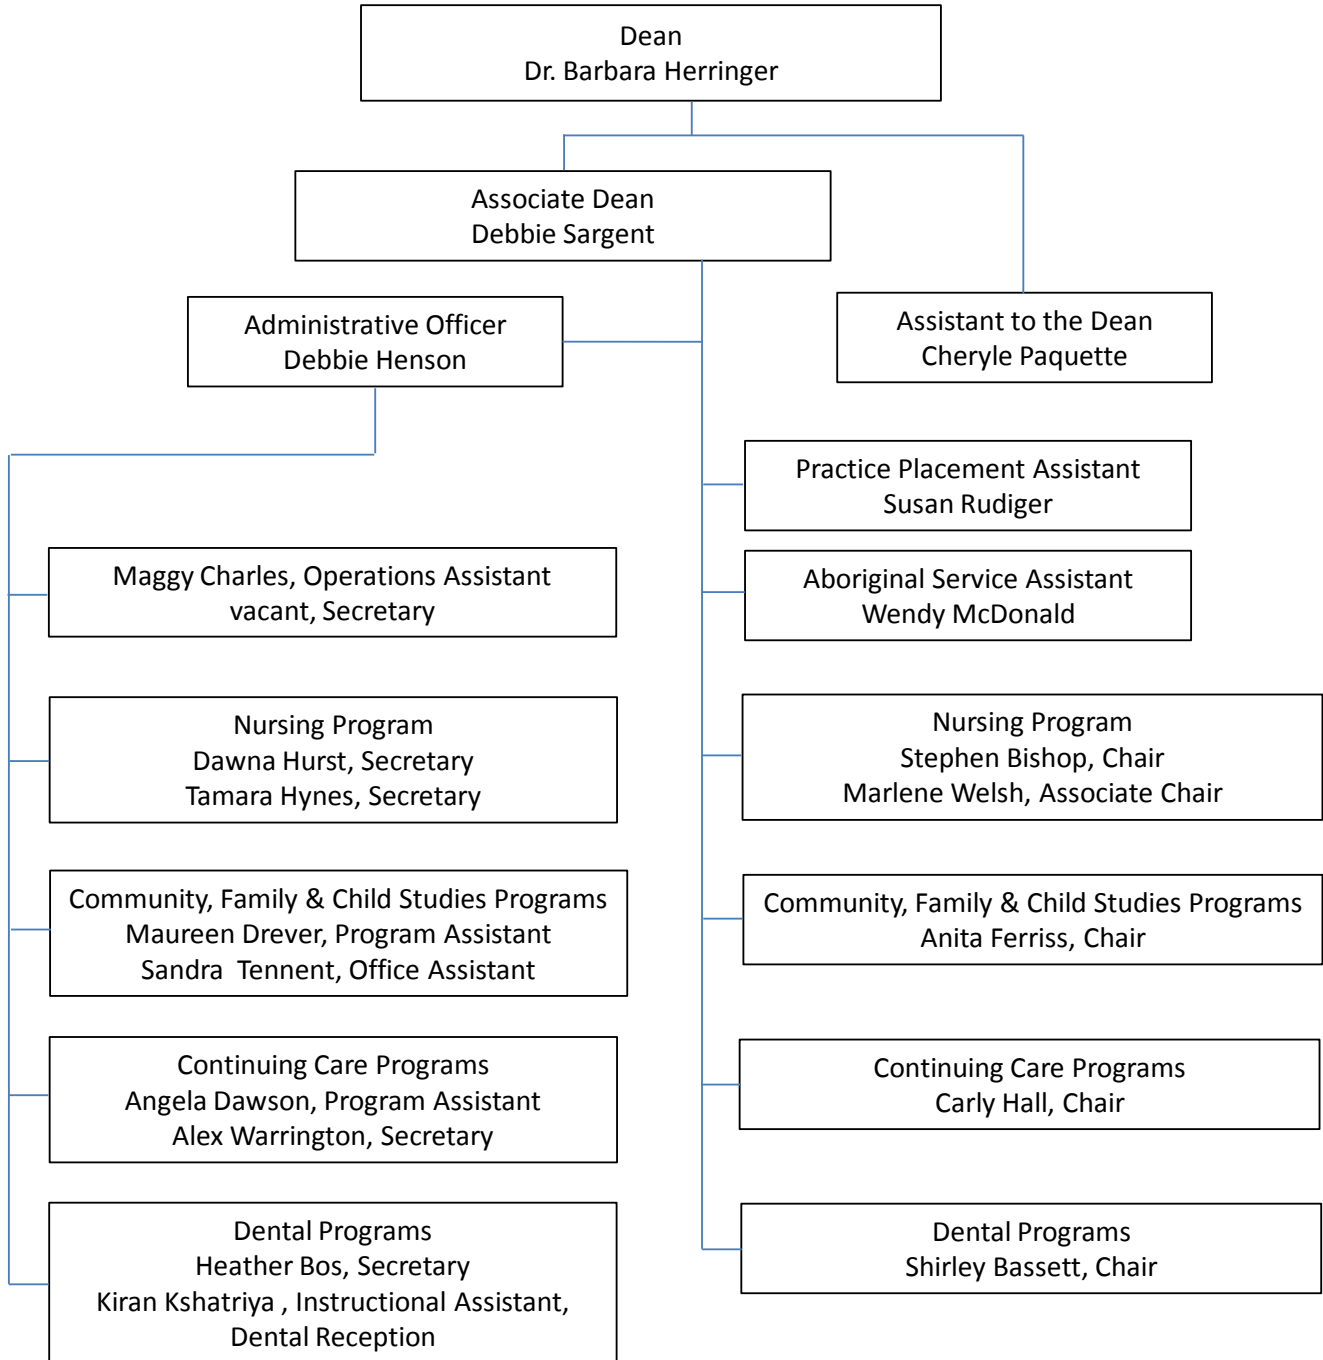 Dean
Dr. Barbara Herringer
Associate Dean
Debbie Sargent
Administrative Officer
Debbie Henson
Assistant to the Dean
Cheryle Paquette
Practice Placement Assistant
Susan Rudiger
Maggy Charles, Operations Assistant
vacant, Secretary
Aboriginal Service Assistant
Wendy McDonald
Nursing Program
Dawna Hurst, Secretary
Tamara Hynes, Secretary
Nursing Program
Stephen Bishop, Chair
Marlene Welsh, Associate Chair
Community, Family & Child Studies Programs
Maureen Drever, Program Assistant
Sandra Tennent, Office Assistant
Community, Family & Child Studies Programs
Anita Ferriss, Chair
Continuing Care Programs
Angela Dawson, Program Assistant
Alex Warrington, Secretary
Continuing Care Programs
Carly Hall, Chair
Dental Programs
Heather Bos, Secretary
Kiran Kshatriya , Instructional Assistant,
Dental Reception
Dental Programs
Shirley Bassett, Chair